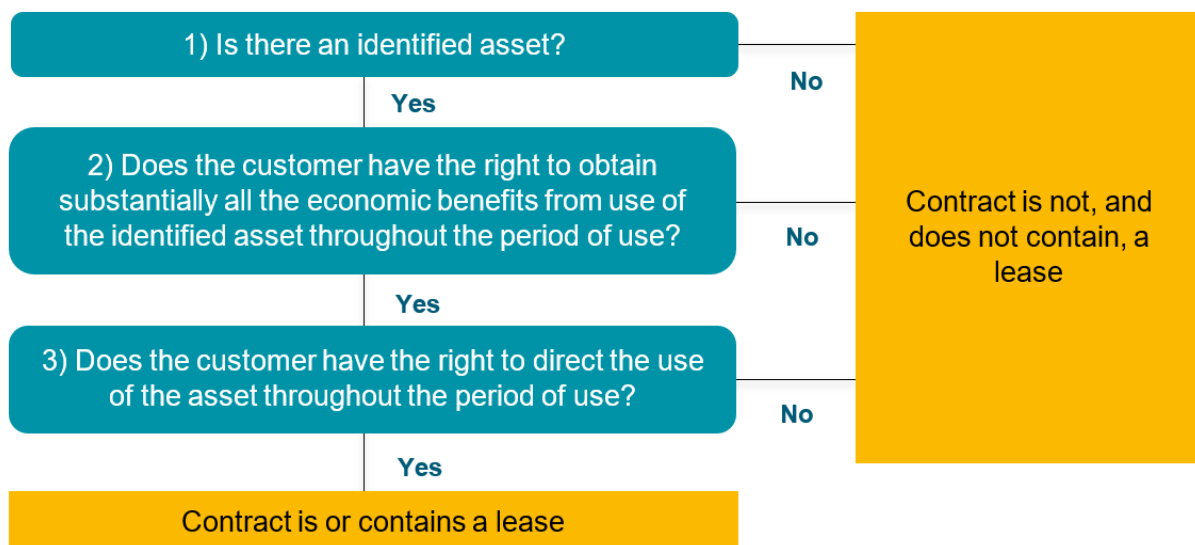 1) Is there an identified asset?
No
Yes
2) Does the customer have the right to obtain
substantially all the economic benefits from use of
the identified asset throughout the period of use?
No
Contract is not, and
does not contain, a
lease
Yes
3) Does the customer have the right to direct the use
of the asset throughout the period of use?
No
Yes
Contract is or contains a lease